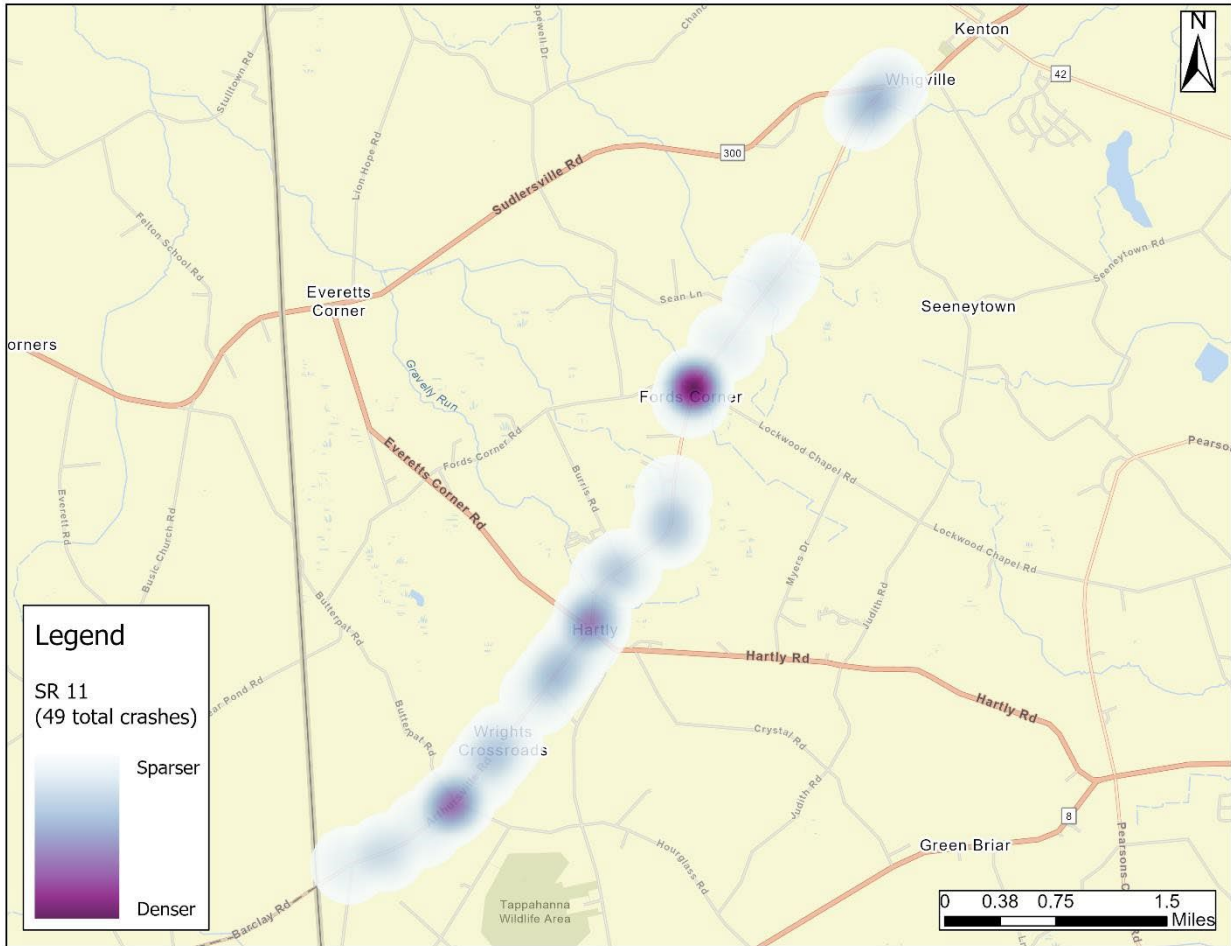 Kenton
N
Whigville
42
Stulltown Rd
Lion Hope Rd
300
Sudlersville Rd
Felton School Rd
Seeneytown Rd
Everetts
Corner
Sean Ln
Seeneytown
orners
Gravelly Run
Fords Corner
Lockwood Chapel Rd
Fords Corner Rd
Everetts Corner Rd
Burris Rd
Everett Rd
Busic Church Rd
Myers Dr
Lockwood Chapel Rd
Judith Rd
Butterpat Rd
Hartly
Hartly Rd
Hartly Rd
Butterpat Rd
Wrights
Crossroads
Crystal Rd
Judith Rd
Hourglass Rd
8
Green Briar
Barclay Rd
Tappahanna
Wildlife Area
Legend
SR 11
(49 total crashes)
Sparser
Denser
0 0.38 0.75 1.5
Miles